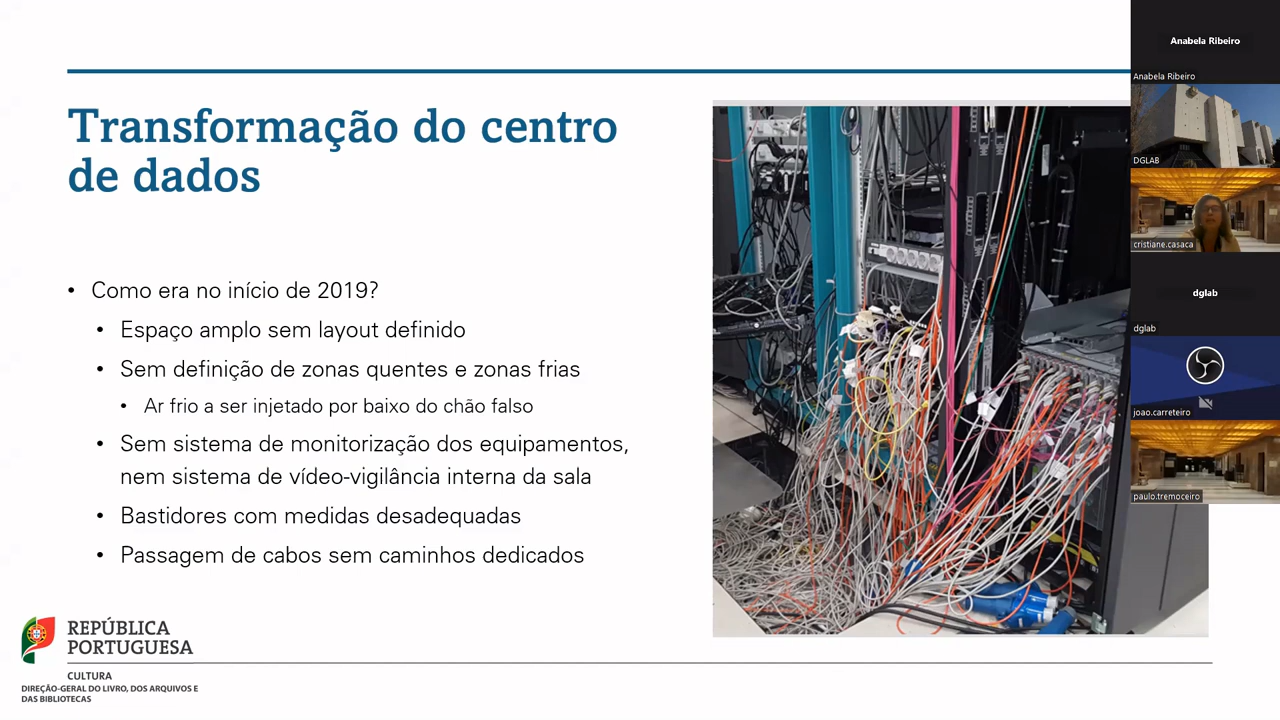 Transformação do centro
de dados
• Como era no início de 2019?
• Espaço amplo sem layout definido
• Sem definição de zonas quentes e zonas frias
• Ar frio a ser injetado por baixo do chão falso
• Sem sistema de monitorização dos equipamentos,
nem sistema de vídeo-vigilância interna da sala
• Bastidores com medidas desadequadas
• Passagem de cabos sem caminhos dedicados
REPÚBLICA
PORTUGUESA
CULTURA
DIREÇÃO-GERAL DO LIVRO, DOS ARQUIVOS E
DAS BIBLIOTECAS
Anabela Ribeiro
Anabela Ribeiro
DGLAB
cristiane.casaca
dglab
dglab
joao.carreteiro
paulo.tremoceiro